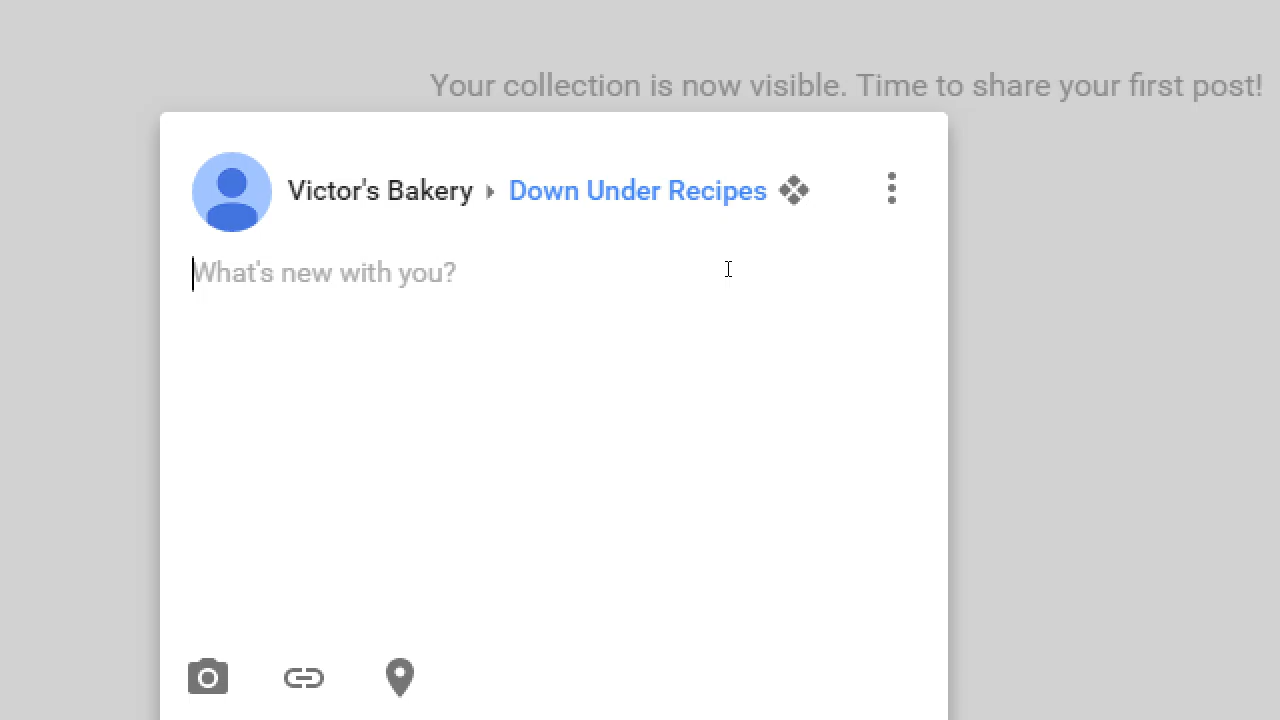 Your collection is now visible. Time to share your first post!
Victor's Bakery Down Under Recipes
What's new with you?